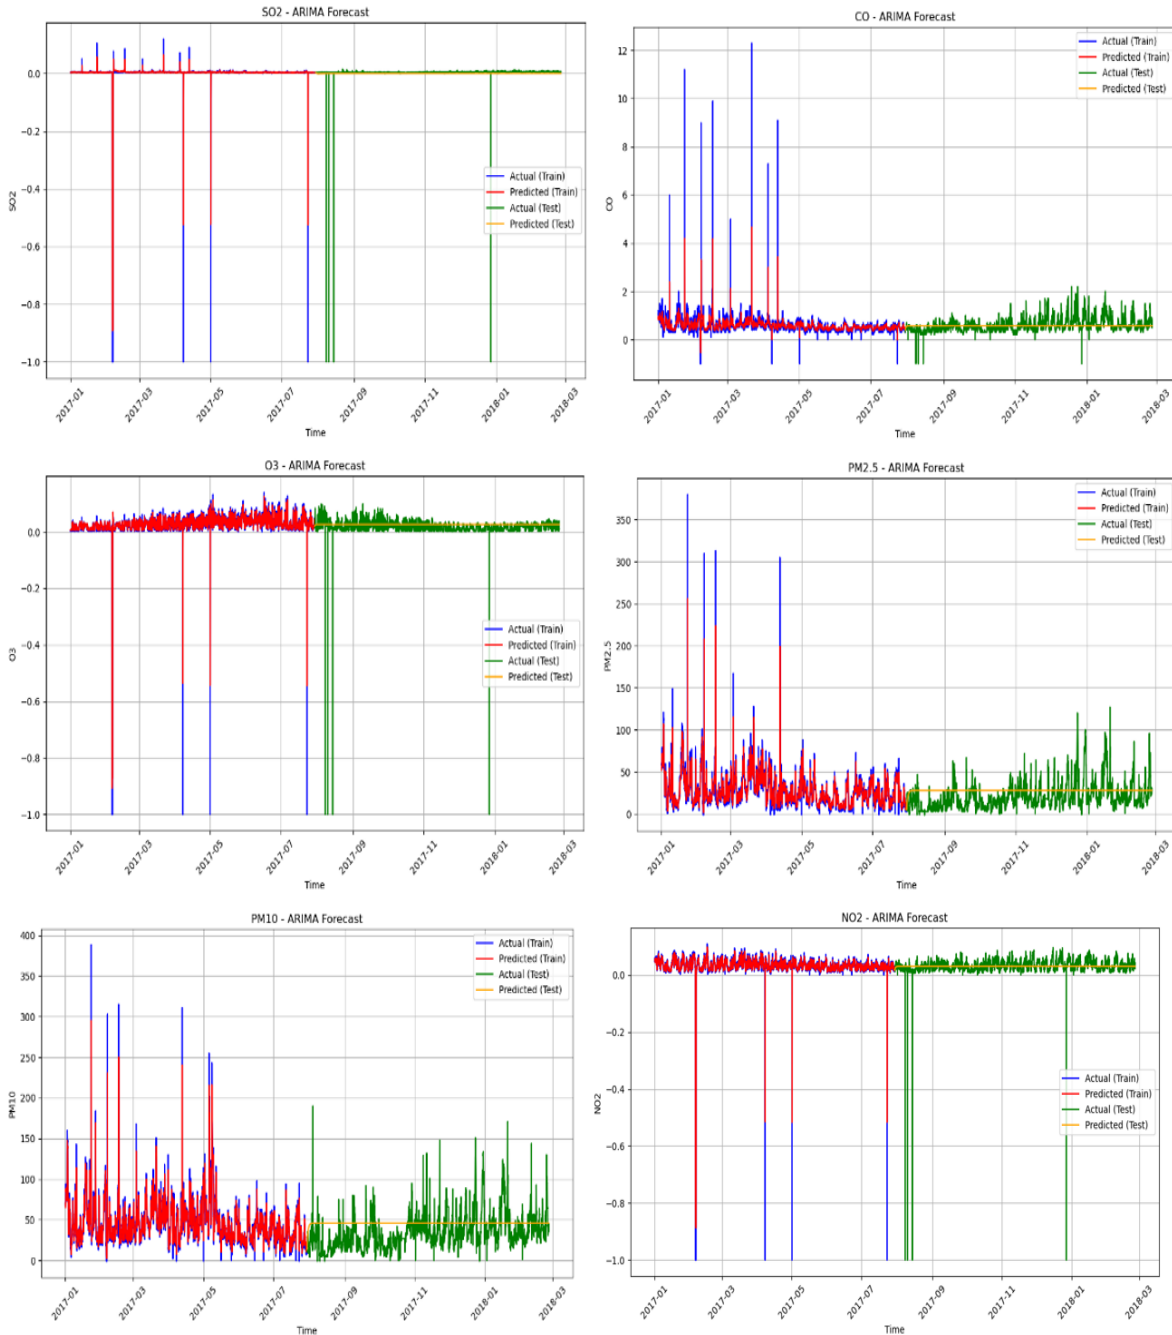 SO2 - ARIMA Forecast
0.0
−0.2
−0.4
−0.6
−0.8
−1.0
SO2
Actual (Train)
Predicted (Train)
Actual (Test)
Predicted (Test)
2017-01
2017-03
2017-05
2017-07
2017-09
2017-11
2018-01
2018-03
Time
CO - ARIMA Forecast
12
10
8
6
4
2
0
CO
Actual (Train)
Predicted (Train)
Actual (Test)
Predicted (Test)
2017-01
2017-03
2017-05
2017-07
2017-09
2017-11
2018-01
2018-03
Time
O3 - ARIMA Forecast
0.0
−0.2
−0.4
−0.6
−0.8
−1.0
O3
Actual (Train)
Predicted (Train)
Actual (Test)
Predicted (Test)
2017-01
2017-03
2017-05
2017-07
2017-09
2017-11
2018-01
2018-03
Time
PM2.5 - ARIMA Forecast
350
300
250
200
150
100
50
0
PM2.5
Actual (Train)
Predicted (Train)
Actual (Test)
Predicted (Test)
2017-01
2017-03
2017-05
2017-07
2017-09
2017-11
2018-01
2018-03
Time
PM10 - ARIMA Forecast
400
350
300
250
200
150
100
50
0
PM10
Actual (Train)
Predicted (Train)
Actual (Test)
Predicted (Test)
2017-01
2017-03
2017-05
2017-07
2017-09
2017-11
2018-01
2018-03
Time
NO2 - ARIMA Forecast
0.0
−0.2
−0.4
−0.6
−0.8
−1.0
NO2
Actual (Train)
Predicted (Train)
Actual (Test)
Predicted (Test)
2017-01
2017-03
2017-05
2017-07
2017-09
2017-11
2018-01
2018-03
Time